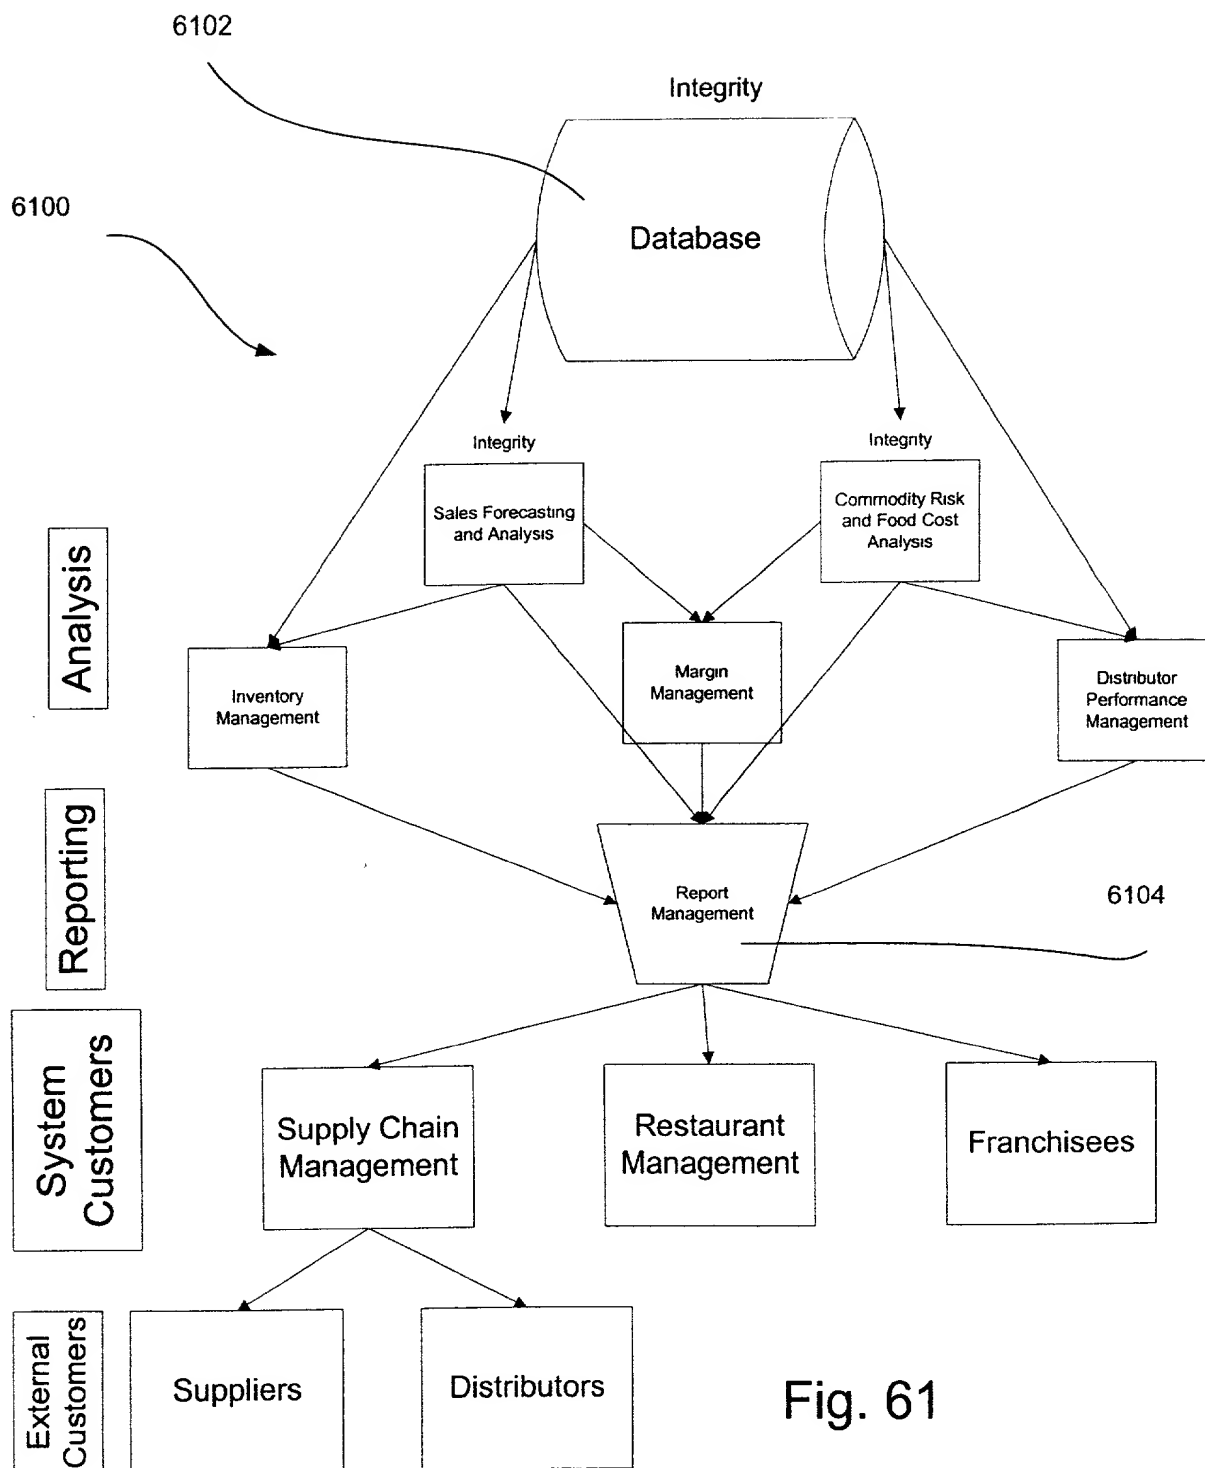 6102
Integrity
6100
Database
Integrity
Integrity
Sales Forecasting
and Analysis
Commodity Risk
and Food Cost
Analysis
Analysis
Inventory
Management
Margin
Management
Distributor
Performance
Management
Reporting
Report
Management
6104
System
Customers
Supply Chain
Management
Restaurant
Management
Franchisees
External
Customers
Suppliers
Distributors
Fig. 61